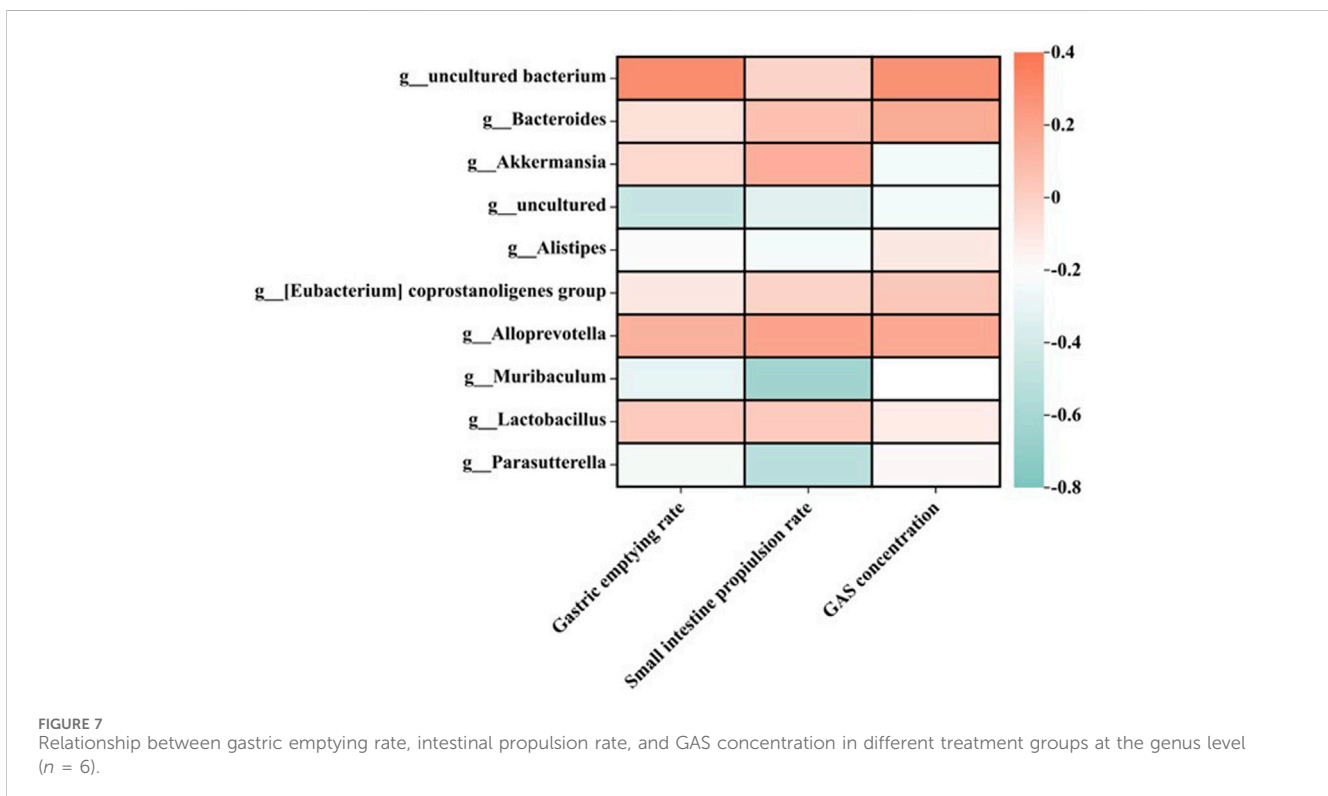 g__uncultured bacterium
g__Bacteroides
g__Akkermansia
g__uncultured
g__Alistipes
g__[Eubacterium] coprostanoligenes group
g__Alloprevotella
g__Muribaculum
g__Lactobacillus
g__Parasutterella
0.4
0.2
0
-0.2
-0.4
-0.6
-0.8
Gastric emptying rate
Small intestine propiulsion rate
GAS concentration
FIGURE 7
Relationship between gastric emptying rate, intestinal propulsion rate, and GAS concentration in different treatment groups at the genus level
(n = 6).